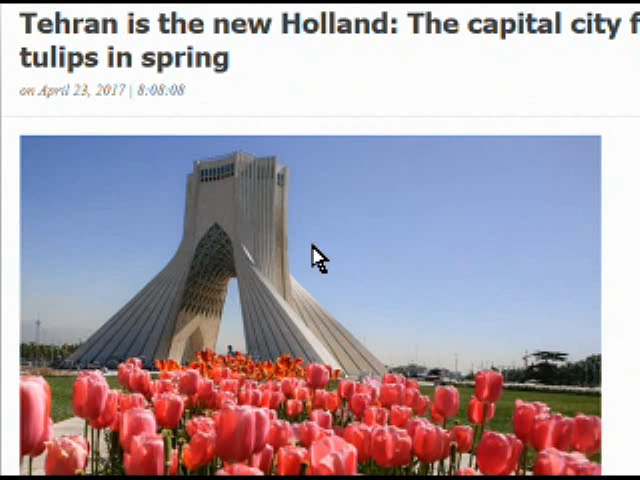 Tehran is the new Holland: The capital city
tulips in spring
on April 23, 2017 | 8:08:08